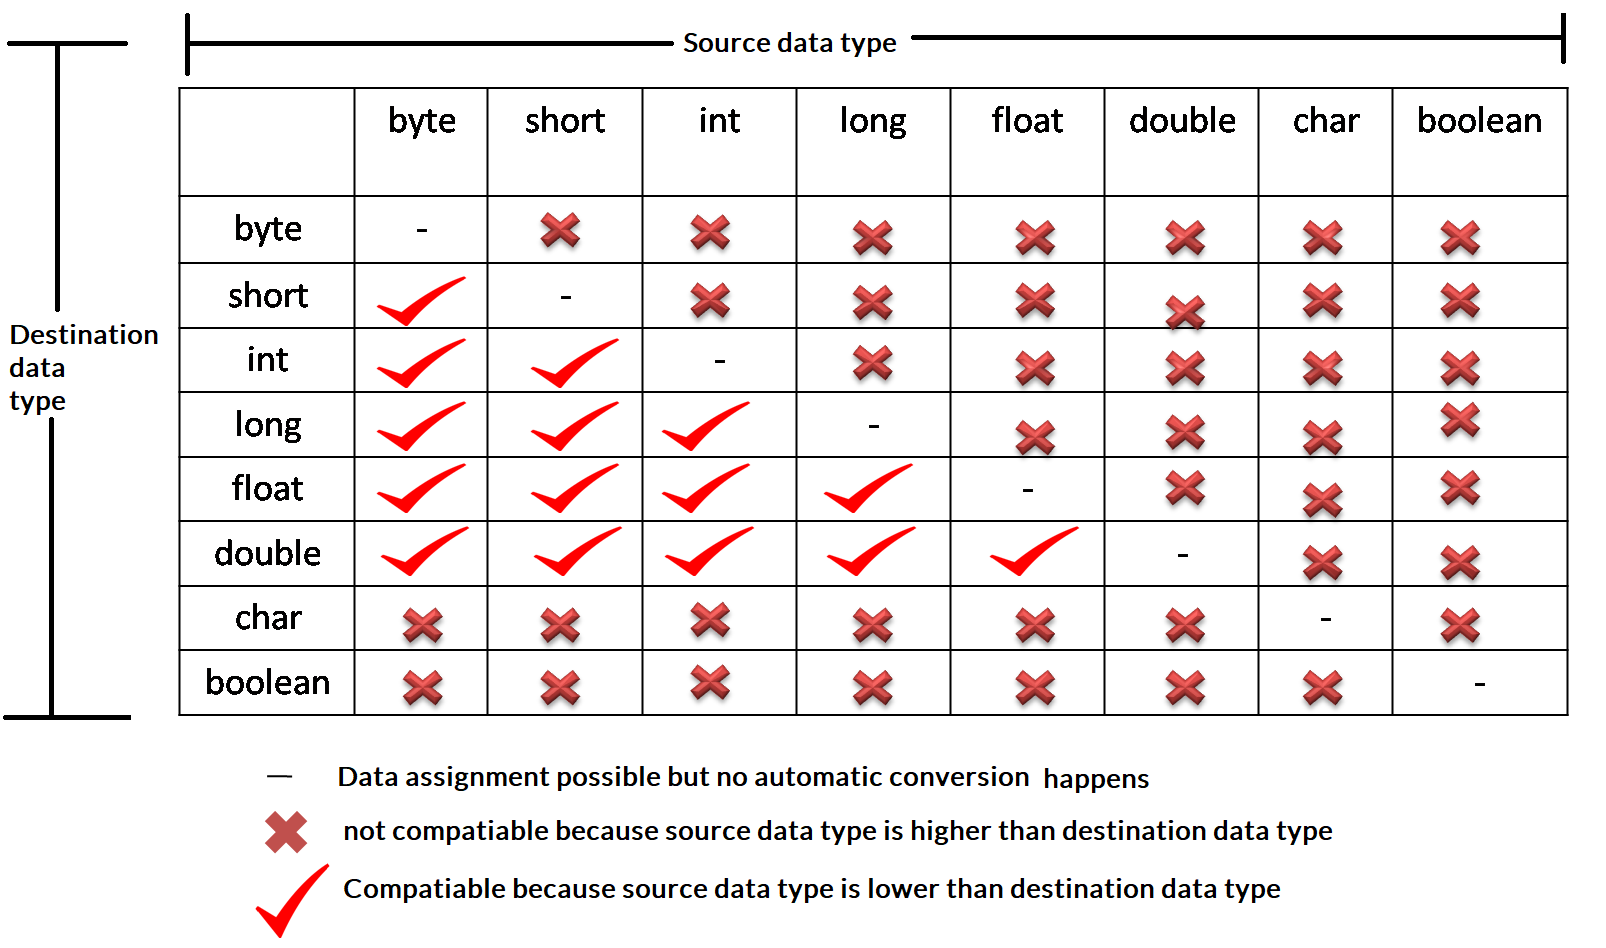 Source data type
byte short int long float double char boolean
byte -
short -
int -
Destination
data
type
long -
float -
double -
char -
boolean -
— Data assignment possible but no automatic conversion happens
not compatiable because source data type is higher than destination data type
Compatiable because source data type is lower than destination data type